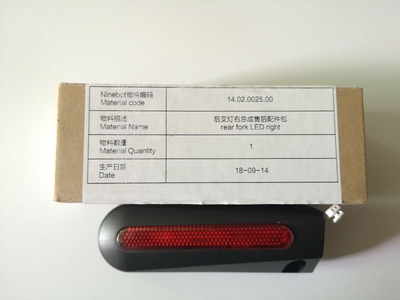 Ninebot物料编码
Material code
14.02.0025.00
物料描述
Material Name
后叉灯右总成售后配件包
rear fork LED right
物料数量
Material Quantity
1
生产日期
Date
18-09-14